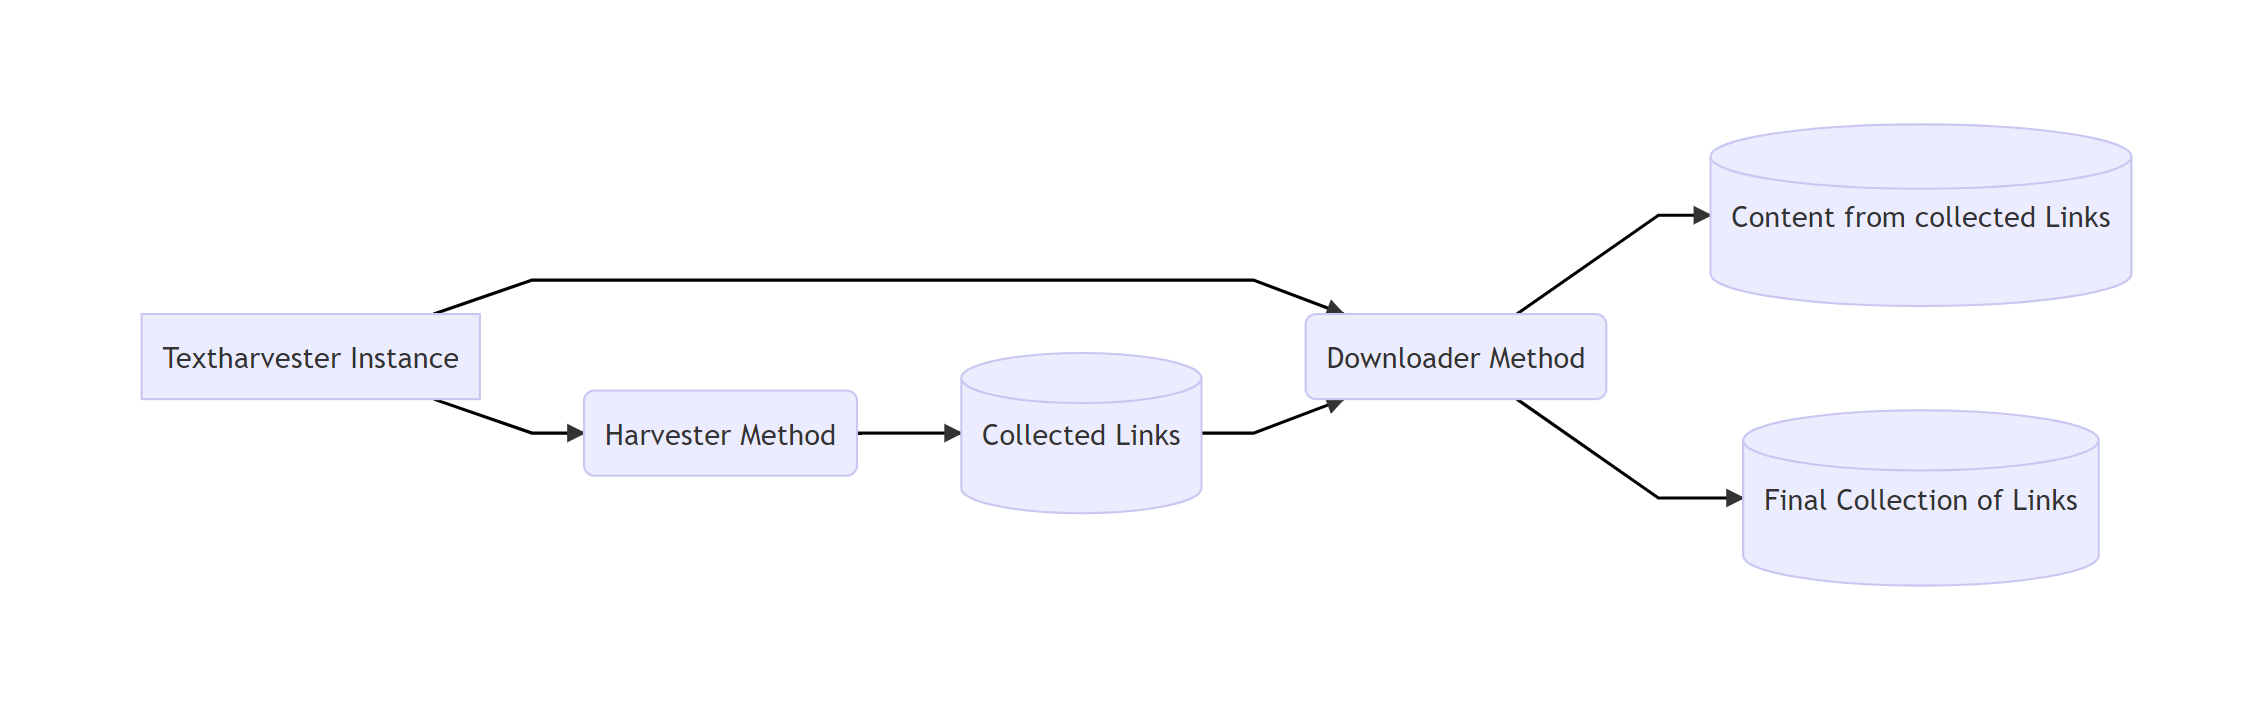 Textharvester Instance
Harvester Method
Collected Links
Downloader Method
Content from collected Links
Final Collection of Links